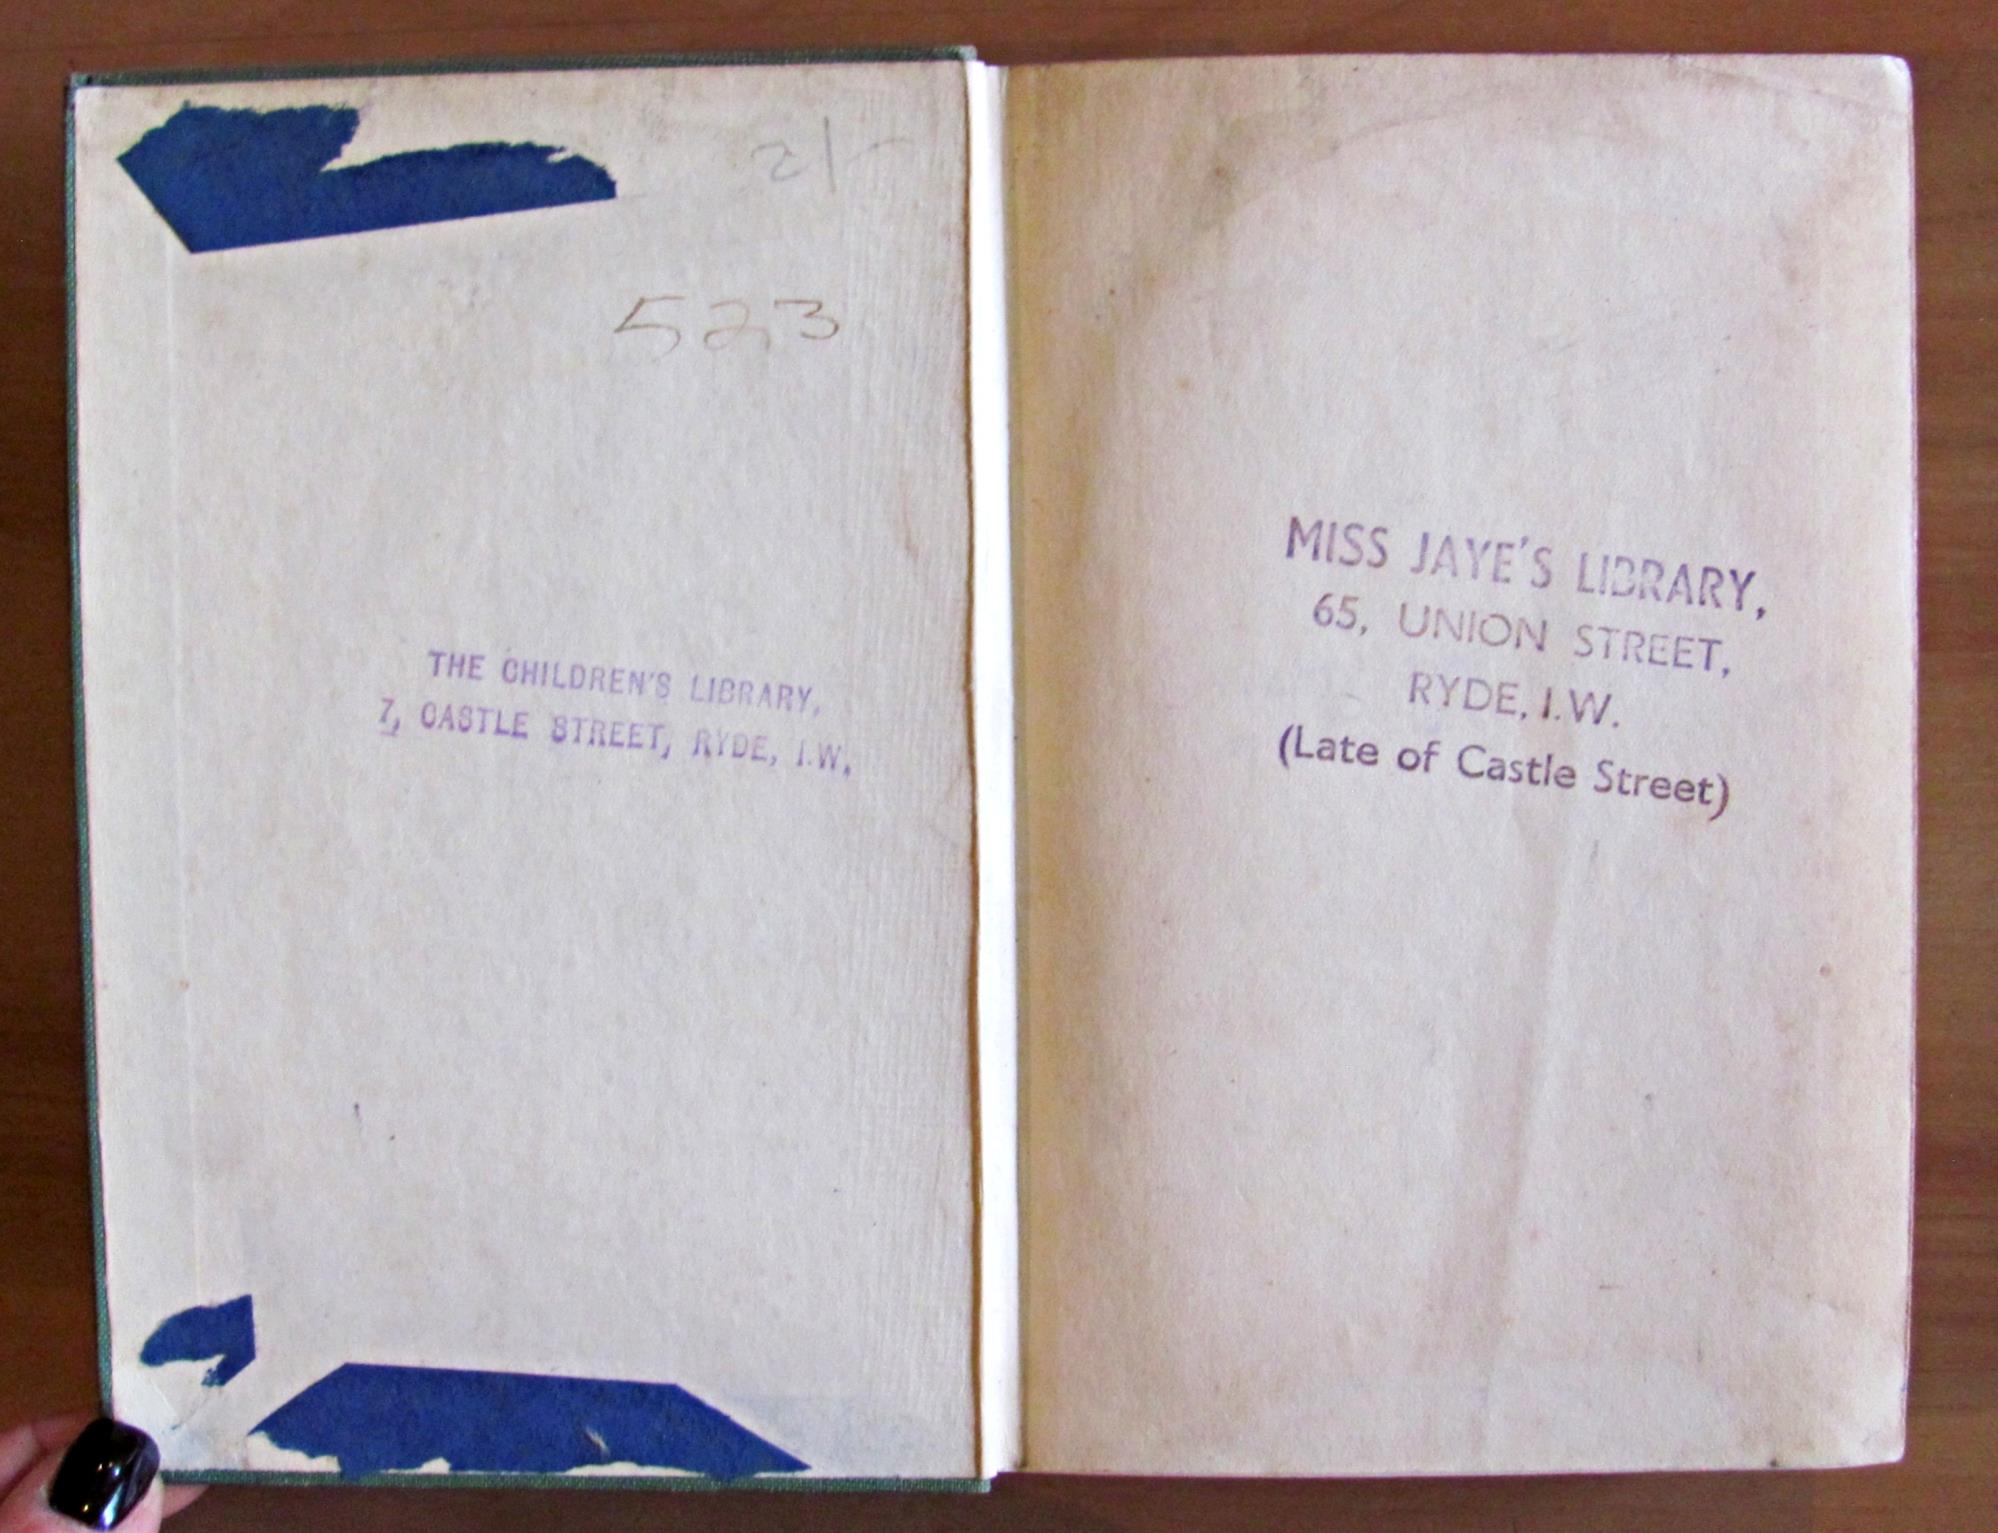 2/-
523
THE CHILDREN'S LIBRARY,
7, CASTLE STREET, RYDE, I.W.
MISS JAYE'S LIBRARY,
65, UNION STREET,
RYDE, I.W.
(Late of Castle Street)